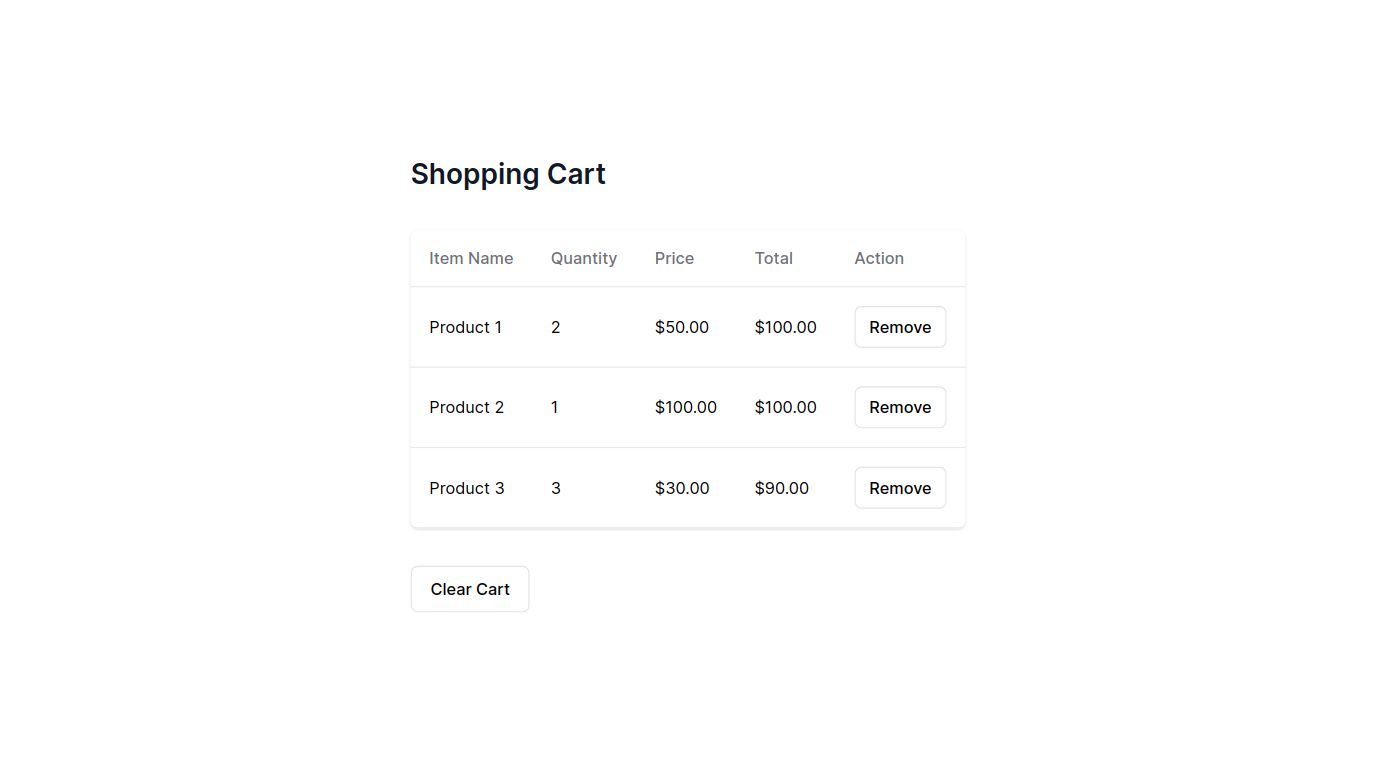 Shopping Cart
Item Name Quantity Price Total Action
Product 1 2 $50.00 $100.00 Remove
Product 2 1 $100.00 $100.00 Remove
Product 3 3 $30.00 $90.00 Remove
Clear Cart